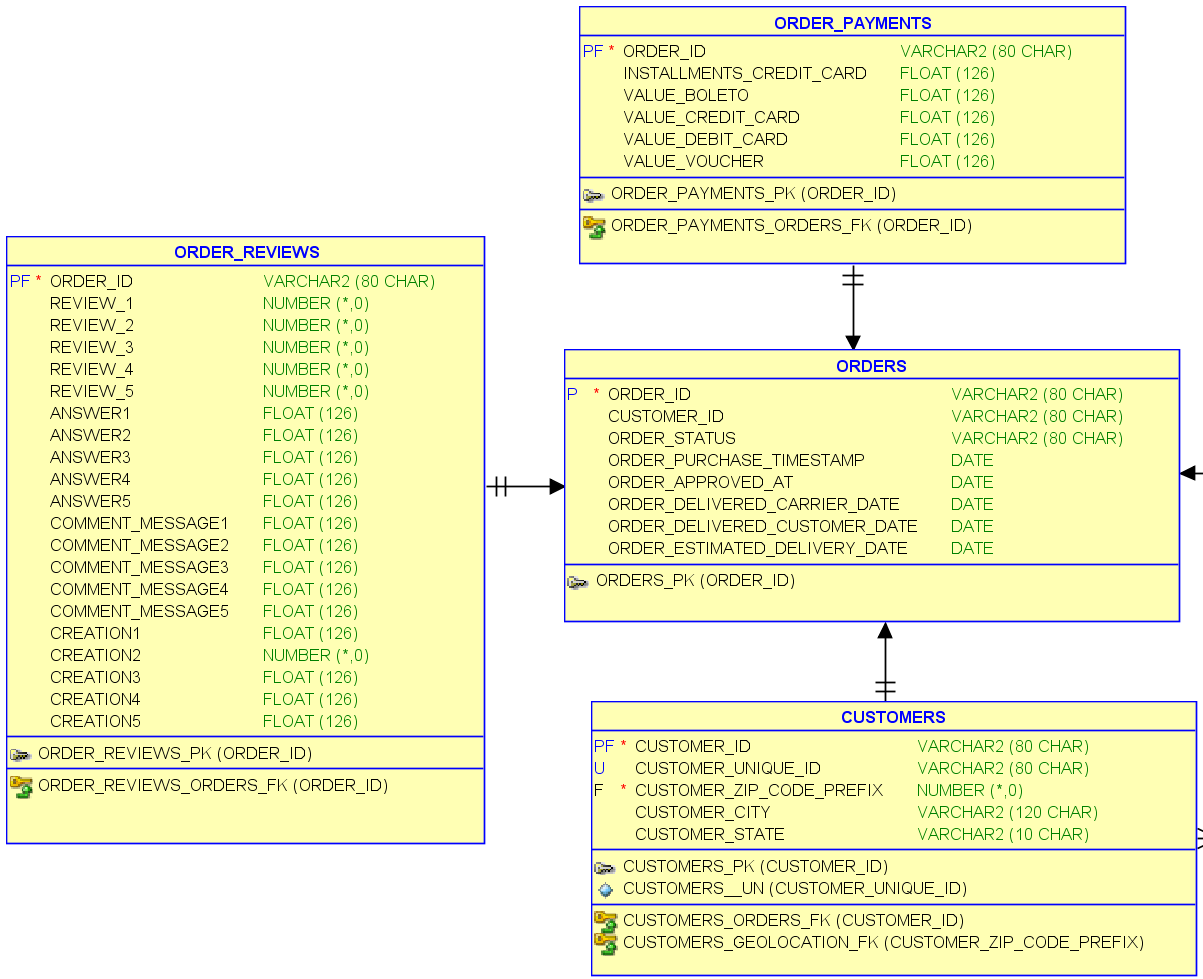 ORDER_PAYMENTS
PF * ORDER_ID VARCHAR2 (80 CHAR)
INSTALLMENTS_CREDIT_CARD FLOAT (126)
VALUE_BOLETO FLOAT (126)
VALUE_CREDIT_CARD FLOAT (126)
VALUE_DEBIT_CARD FLOAT (126)
VALUE_VOUCHER FLOAT (126)
ORDER_PAYMENTS_PK (ORDER_ID)
ORDER_PAYMENTS_ORDERS_FK (ORDER_ID)
ORDER_REVIEWS
PF * ORDER_ID VARCHAR2 (80 CHAR)
REVIEW_1 NUMBER (*,0)
REVIEW_2 NUMBER (*,0)
REVIEW_3 NUMBER (*,0)
REVIEW_4 NUMBER (*,0)
REVIEW_5 NUMBER (*,0)
ANSWER1 FLOAT (126)
ANSWER2 FLOAT (126)
ANSWER3 FLOAT (126)
ANSWER4 FLOAT (126)
ANSWER5 FLOAT (126)
COMMENT_MESSAGE1 FLOAT (126)
COMMENT_MESSAGE2 FLOAT (126)
COMMENT_MESSAGE3 FLOAT (126)
COMMENT_MESSAGE4 FLOAT (126)
COMMENT_MESSAGE5 FLOAT (126)
CREATION1 FLOAT (126)
CREATION2 NUMBER (*,0)
CREATION3 FLOAT (126)
CREATION4 FLOAT (126)
CREATION5 FLOAT (126)
ORDER_REVIEWS_PK (ORDER_ID)
ORDER_REVIEWS_ORDERS_FK (ORDER_ID)
ORDERS
P * ORDER_ID VARCHAR2 (80 CHAR)
CUSTOMER_ID VARCHAR2 (80 CHAR)
ORDER_STATUS VARCHAR2 (80 CHAR)
ORDER_PURCHASE_TIMESTAMP DATE
ORDER_APPROVED_AT DATE
ORDER_DELIVERED_CARRIER_DATE DATE
ORDER_DELIVERED_CUSTOMER_DATE DATE
ORDER_ESTIMATED_DELIVERY_DATE DATE
ORDERS_PK (ORDER_ID)
CUSTOMERS
PF * CUSTOMER_ID VARCHAR2 (80 CHAR)
U CUSTOMER_UNIQUE_ID VARCHAR2 (80 CHAR)
F * CUSTOMER_ZIP_CODE_PREFIX NUMBER (*,0)
CUSTOMER_CITY VARCHAR2 (120 CHAR)
CUSTOMER_STATE VARCHAR2 (10 CHAR)
CUSTOMERS_PK (CUSTOMER_ID)
CUSTOMERS__UN (CUSTOMER_UNIQUE_ID)
CUSTOMERS_ORDERS_FK (CUSTOMER_ID)
CUSTOMERS_GEOLOCATION_FK (CUSTOMER_ZIP_CODE_PREFIX)